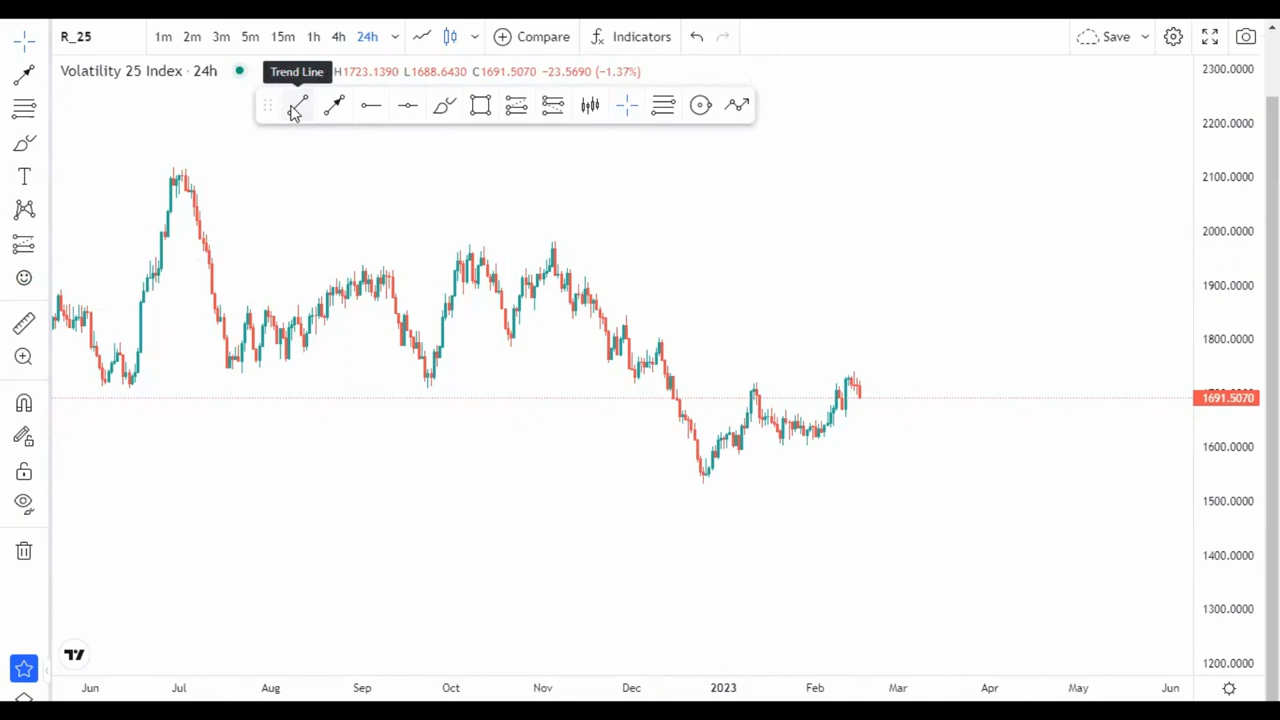 R_25 1m 2m 3m 5m 15m 1h 4h 24h Compare Indicators Save
Volatility 25 Index · 24h H1723.1390 L1688.6430 C1691.5070 −23.5690 (−1.37%)
Trend Line
T
2300.0000
2200.0000
2100.0000
2000.0000
1900.0000
1800.0000
1691.5070
1600.0000
1500.0000
1400.0000
1300.0000
1200.0000
Jun Jul Aug Sep Oct Nov Dec 2023 Feb Mar Apr May Jun